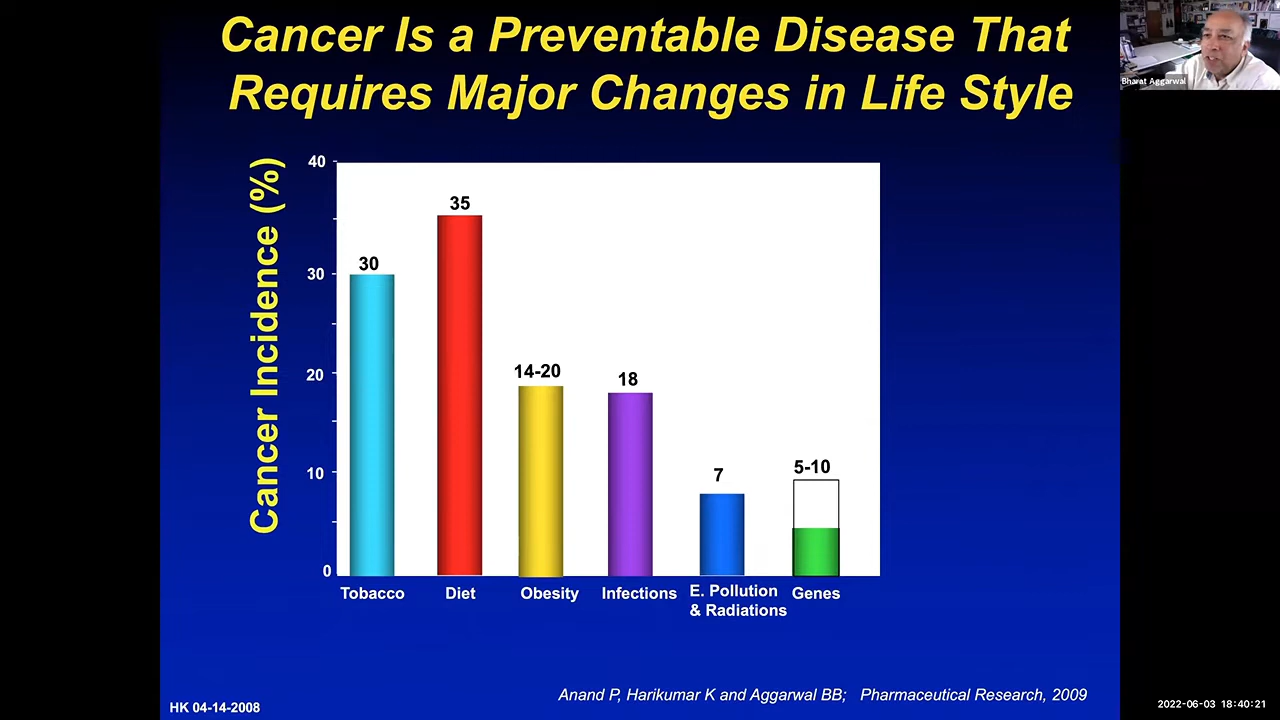 Cancer Is a Preventable Disease That
Requires Major Changes in Life Style
Bharat Aggarwal
Cancer Incidence (%)
40
30
20
10
0
30
35
14-20
18
7
5-10
Tobacco
Diet
Obesity
Infections
E. Pollution
& Radiations
Genes
Anand P, Harikumar K and Aggarwal BB; Pharmaceutical Research, 2009
HK 04-14-2008
2022-06-03 18:40:21